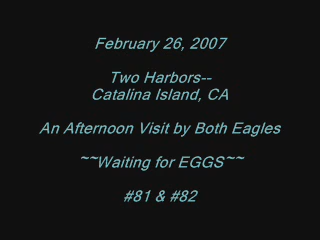 February 26, 2007
Two Harbors--
Catalina Island, CA
An Afternoon Visit by Both Eagles
~~Waiting for EGGS~~
#81 & #82